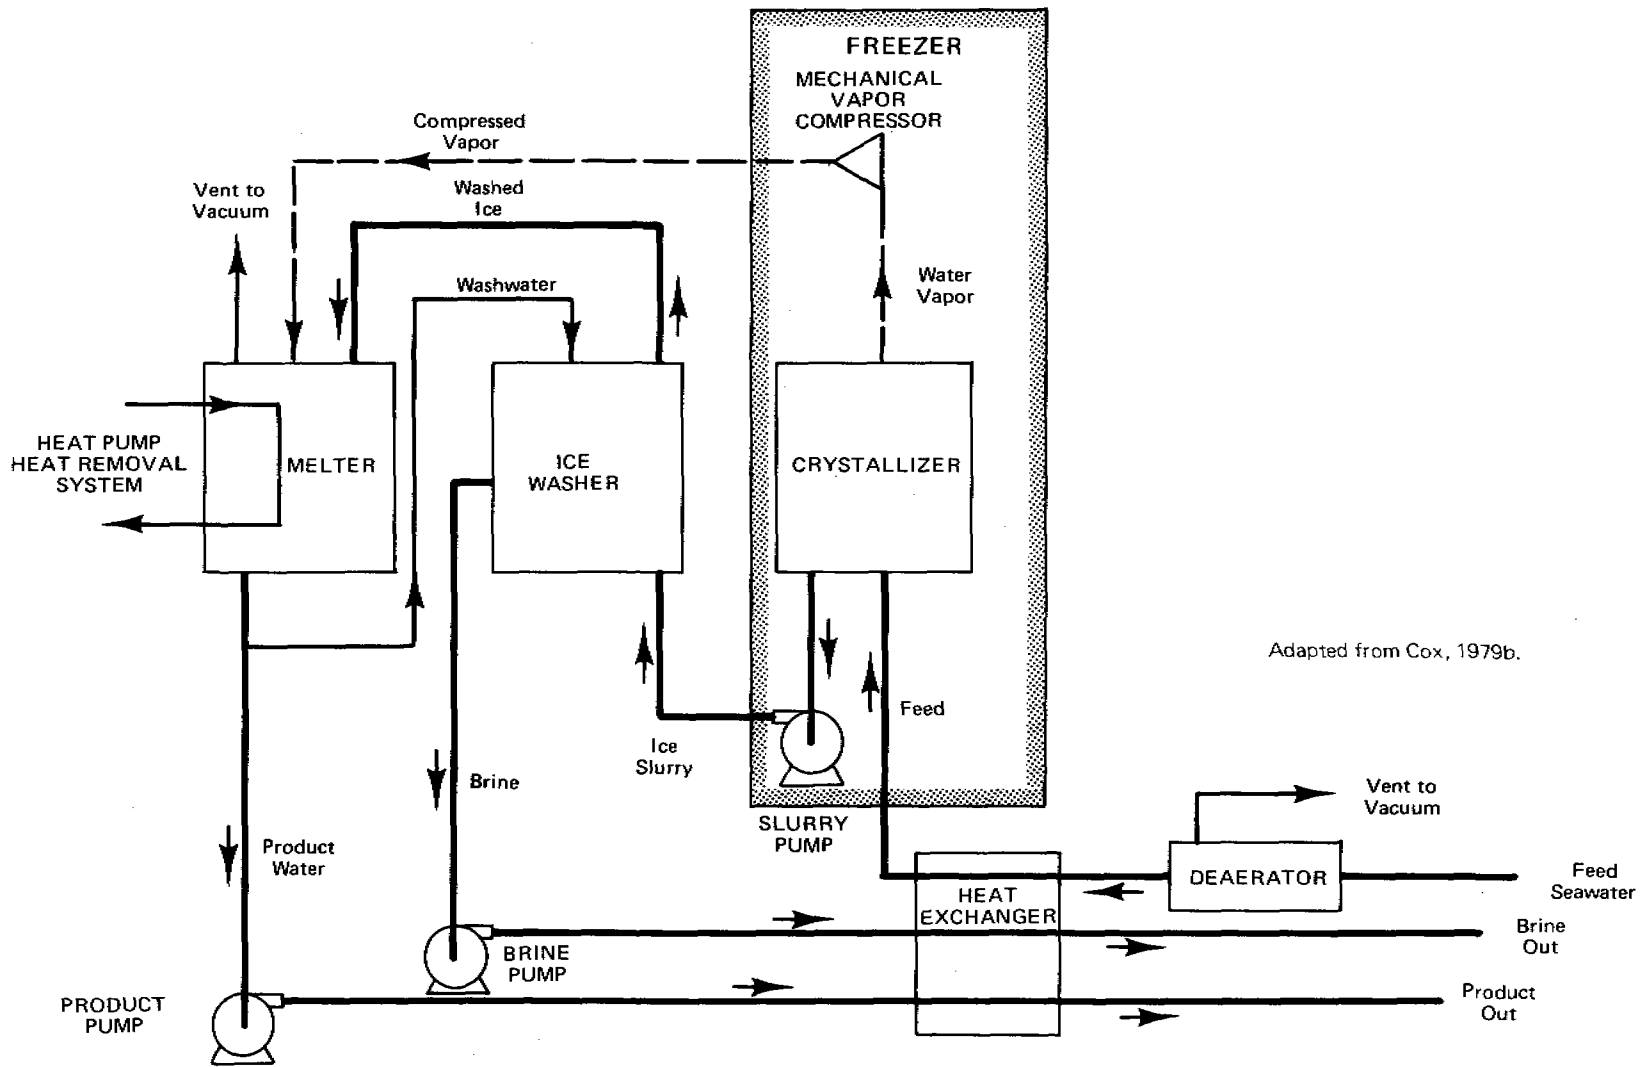 FREEZER
MECHANICAL
VAPOR
COMPRESSOR
Compressed
Vapor
Vent to
Vacuum
Washed
Ice
Washwater
Water
Vapor
HEAT PUMP
HEAT REMOVAL
SYSTEM
MELTER
ICE
WASHER
CRYSTALLIZER
Adapted from Cox, 1979b.
Feed
Ice
Slurry
Brine
SLURRY
PUMP
Vent to
Vacuum
Product
Water
DEAERATOR
Feed
Seawater
HEAT
EXCHANGER
BRINE
PUMP
Brine
Out
PRODUCT
PUMP
Product
Out